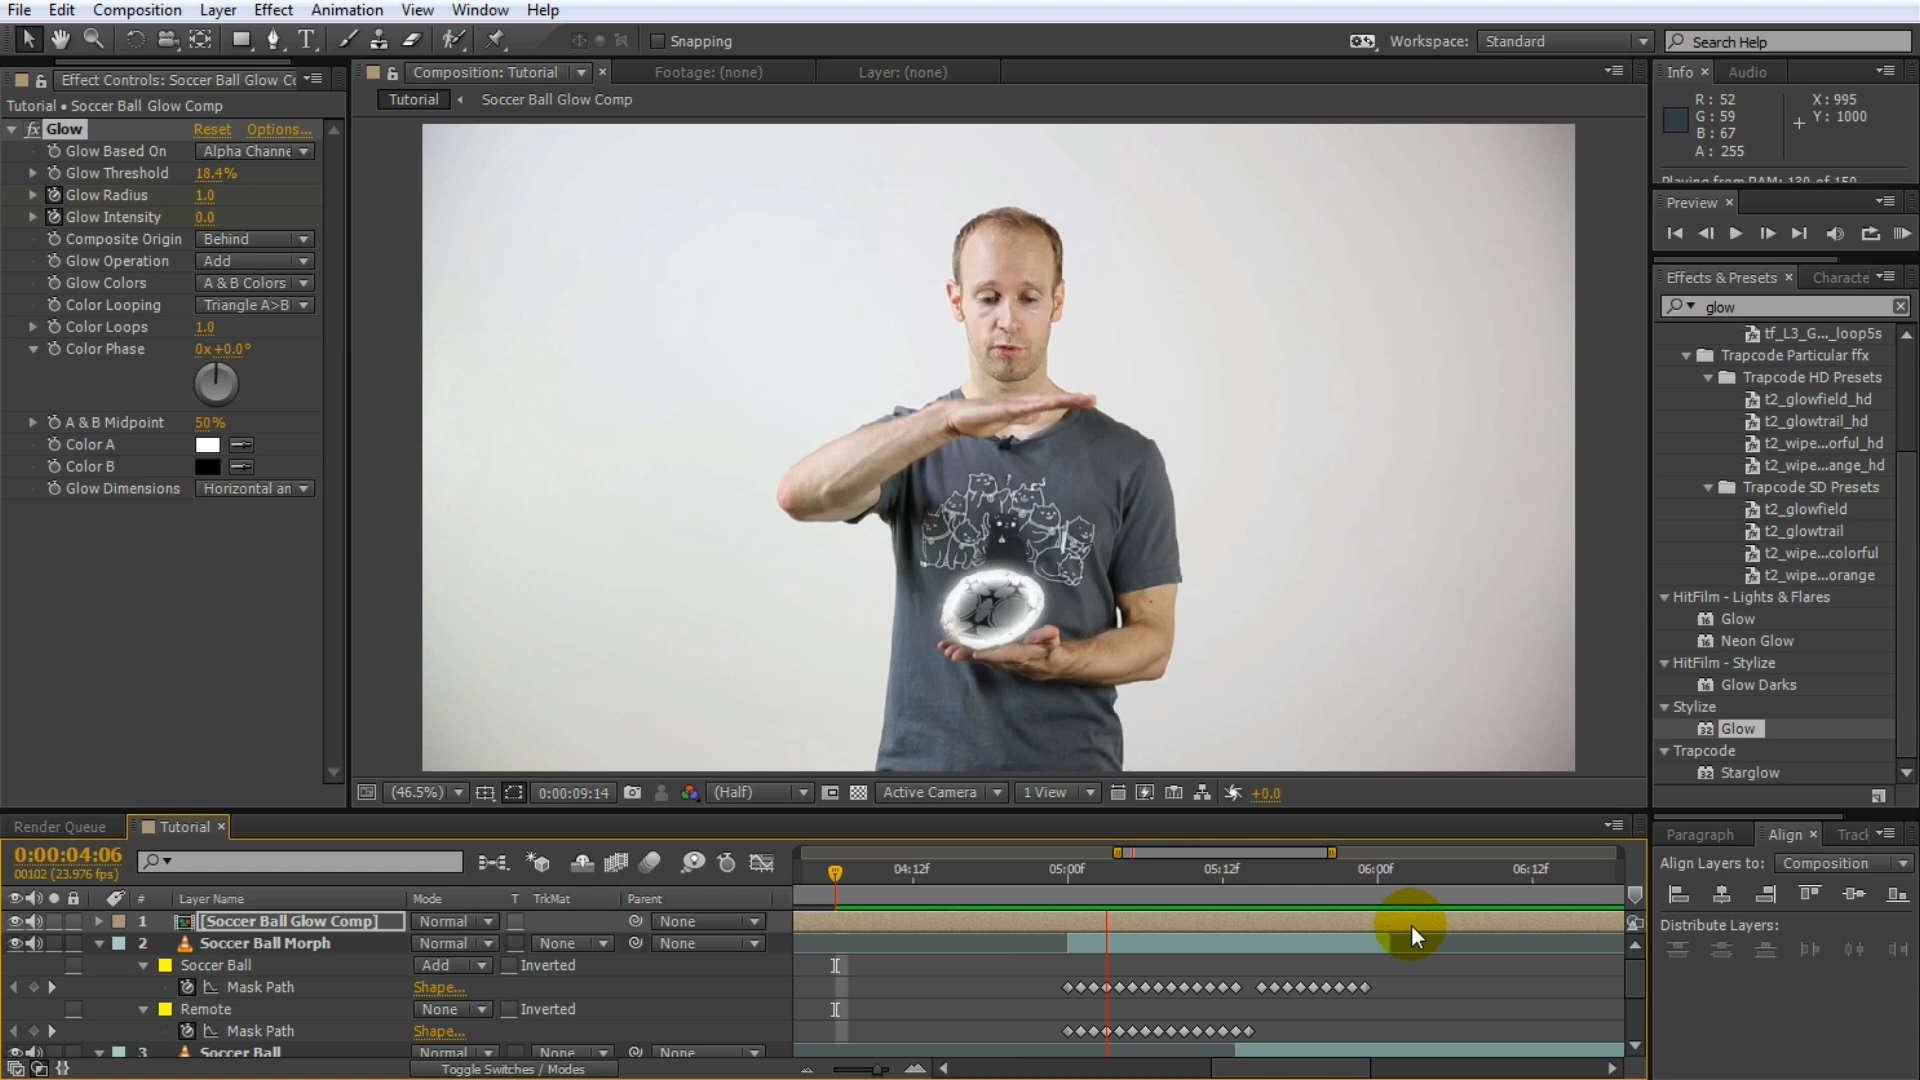 File Edit Composition Layer Effect Animation View Window Help
Snapping
Workspace: Standard
Search Help
Effect Controls: Soccer Ball Glow Cc
Tutorial • Soccer Ball Glow Comp
fx Glow Reset Options...
Glow Based On Alpha Channe
Glow Threshold 18.4%
Glow Radius 1.0
Glow Intensity 0.0
Composite Origin Behind
Glow Operation Add
Glow Colors A & B Colors
Color Looping Triangle A>B
Color Loops 1.0
Color Phase 0x+0.0°
A & B Midpoint 50%
Color A
Color B
Glow Dimensions Horizontal an
Composition: Tutorial × Footage: (none) Layer: (none)
Tutorial Soccer Ball Glow Comp
(46.5%) 0:00:09:14 (Half) Active Camera 1 View +0.0
Info × Audio
R: 52 X: 995
G: 59 Y: 1000
B: 67
A: 255
Playing from RAM: 130 of 150
Preview ×
Effects & Presets × Characte
glow
tf_L3_G..._loop5s
Trapcode Particular ffx
Trapcode HD Presets
t2_glowfield_hd
t2_glowtrail_hd
t2_wipe...orful_hd
t2_wipe...ange_hd
Trapcode SD Presets
t2_glowfield
t2_glowtrail
t2_wipe...colorful
t2_wipe...orange
HitFilm - Lights & Flares
Glow
Neon Glow
HitFilm - Stylize
Glow Darks
Stylize
32 Glow
Trapcode
32 Starglow
Render Queue Tutorial ×
0:00:04:06
00102 (23.976 fps)
04:12f 05:00f 05:12f 06:00f 06:12f
# Layer Name Mode T TrkMat Parent
1 [Soccer Ball Glow Comp] Normal None
2 Soccer Ball Morph Normal None None
Soccer Ball Add Inverted
Mask Path Shape...
Remote None Inverted
Mask Path Shape...
3 Soccer Ball Normal None None
Toggle Switches / Modes
Paragraph Align × Track
Align Layers to: Composition
Distribute Layers: